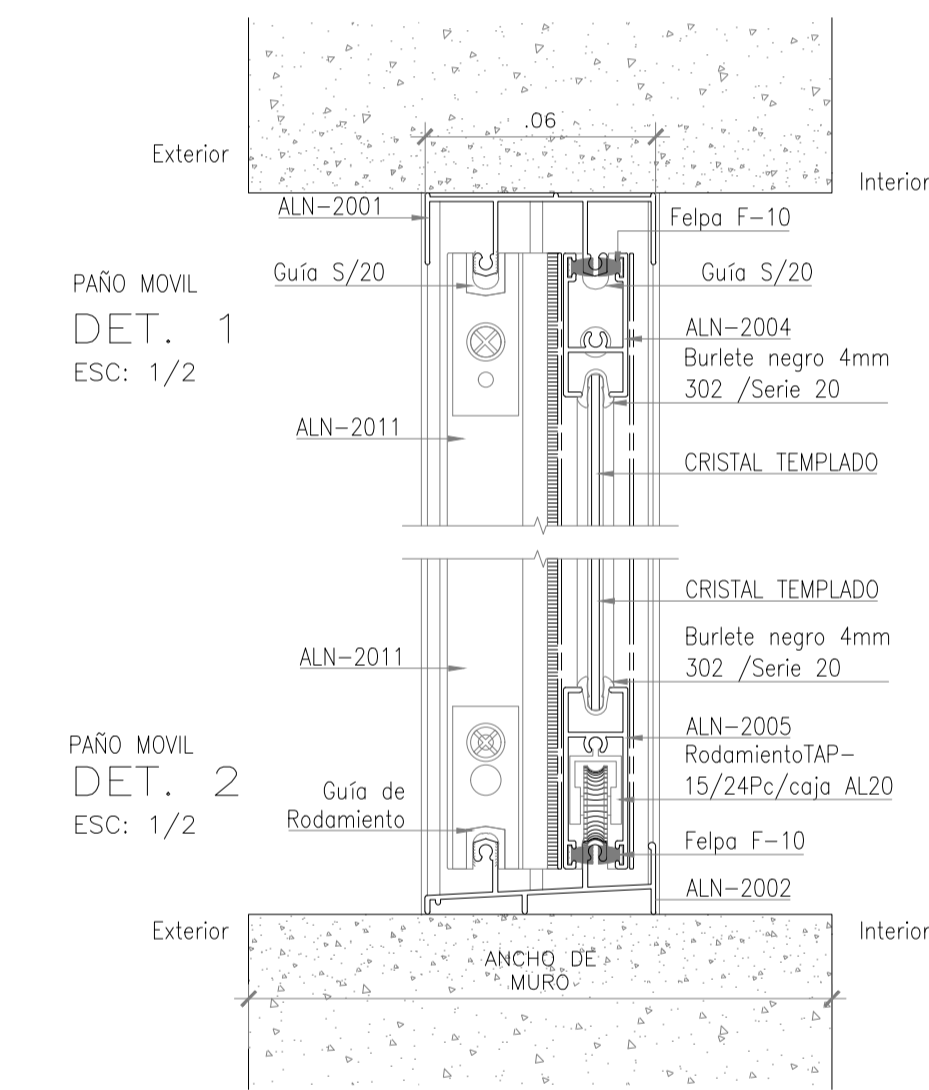 .06
Exterior
Interior
ALN-2001
Felpa F-10
PAÑO MOVIL
DET. 1
ESC: 1/2
Guía S/20
Guía S/20
ALN-2004
Burlete negro 4mm
302 /Serie 20
ALN-2011
CRISTAL TEMPLADO
CRISTAL TEMPLADO
Burlete negro 4mm
302 /Serie 20
ALN-2011
PAÑO MOVIL
DET. 2
ESC: 1/2
ALN-2005
RodamientoTAP-
15/24Pc/caja AL20
Guía de
Rodamiento
Felpa F-10
ALN-2002
Exterior
Interior
ANCHO DE
MURO